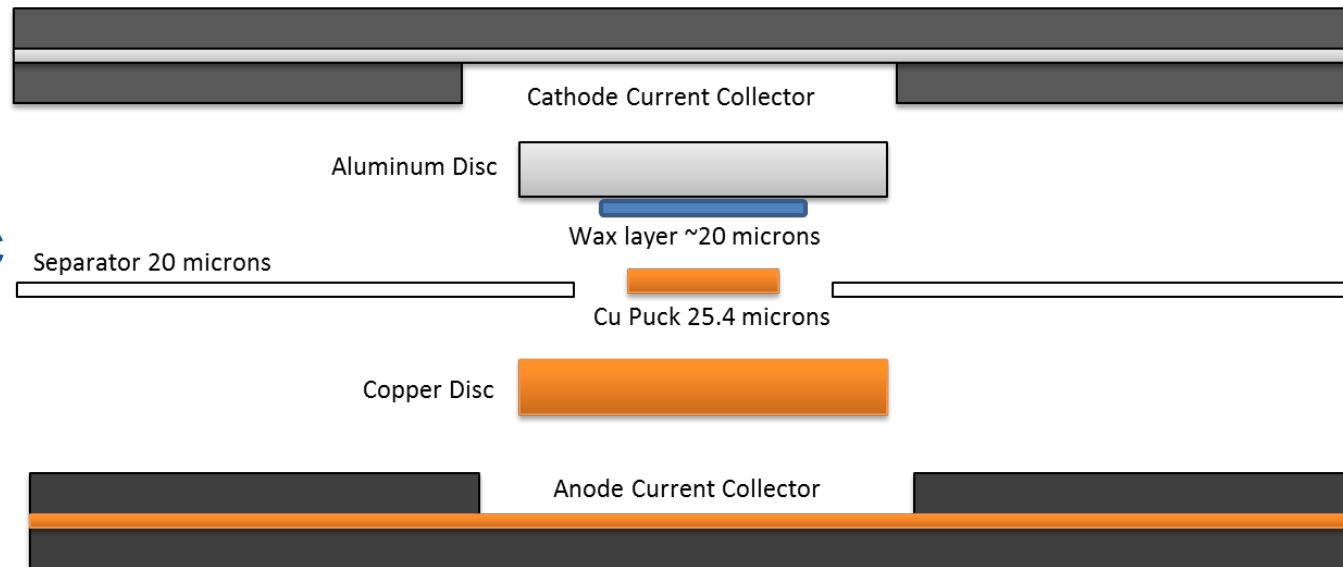 Cathode Current Collector
Aluminum Disc
Wax layer ~20 microns
Separator 20 microns
Cu Puck 25.4 microns
Copper Disc
Anode Current Collector